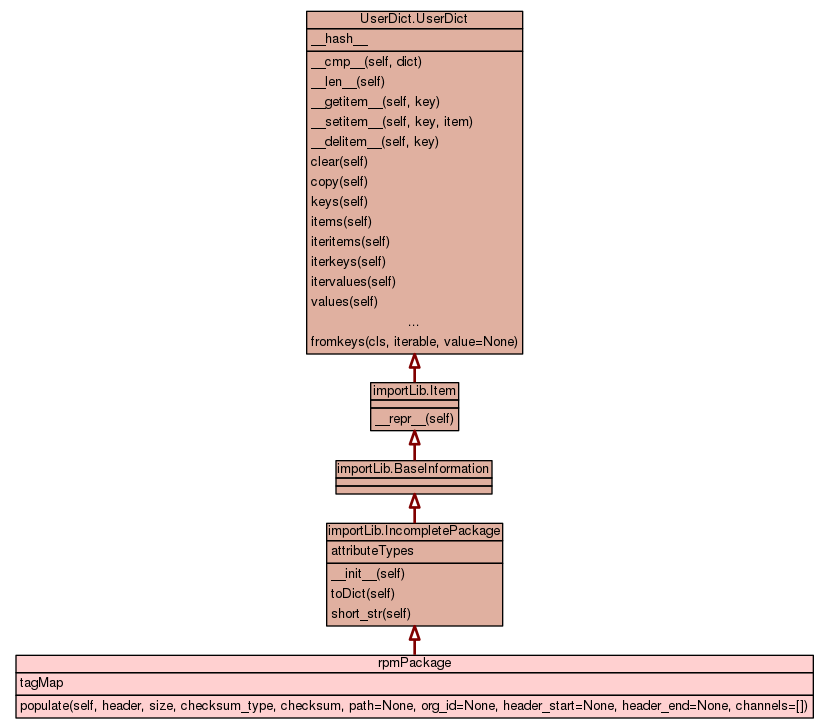 UserDict.UserDict
__hash__
__cmp__(self, dict)
__len__(self)
__getitem__(self, key)
__setitem__(self, key, item)
__delitem__(self, key)
clear(self)
copy(self)
keys(self)
items(self)
iteritems(self)
iterkeys(self)
itervalues(self)
values(self)
...
fromkeys(cls, iterable, value=None)
importLib.Item
__repr__(self)
importLib.BaseInformation
importLib.IncompletePackage
attributeTypes
__init__(self)
toDict(self)
short_str(self)
rpmPackage
tagMap
populate(self, header, size, checksum_type, checksum, path=None, org_id=None, header_start=None, header_end=None, channels=[])